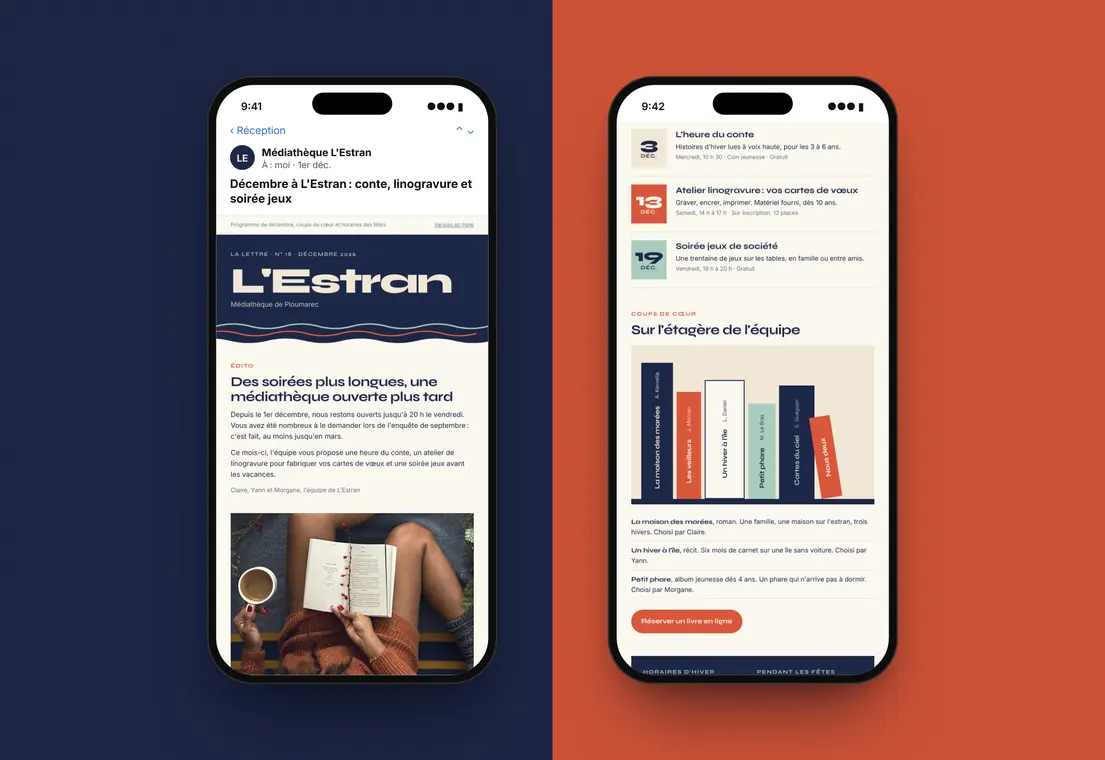 9:41
‹ Réception
LE
Médiathèque L'Estran
À : moi · 1er déc.
Décembre à L'Estran : conte, linogravure et
soirée jeux
Programme de décembre, coups de cœur et horaires des fêtes
Version en ligne
LA LETTRE · N° 18 · DÉCEMBRE 2026
L'Estran
Médiathèque de Ploumarec
ÉDITO
Des soirées plus longues, une
médiathèque ouverte plus tard
Depuis le 1er décembre, nous restons ouverts jusqu'à 20 h le vendredi.
Vous avez été nombreux à le demander lors de l'enquête de septembre :
c'est fait, au moins jusqu'en mars.
Ce mois-ci, l'équipe vous propose une heure du conte, un atelier de
linogravure pour fabriquer vos cartes de vœux et une soirée jeux avant
les vacances.
Claire, Yann et Morgane, l'équipe de L'Estran
9:42
3
DÉC.
L'heure du conte
Histoires d'hiver lues à voix haute, pour les 3 à 6 ans.
Mercredi, 10 h 30 · Coin jeunesse · Gratuit
13
DÉC.
Atelier linogravure : vos cartes de vœux
Graver, encrer, imprimer. Matériel fourni, dès 10 ans.
Samedi, 14 h à 17 h · Sur inscription, 12 places
19
DÉC.
Soirée jeux de société
Une trentaine de jeux sur les tables, en famille ou entre amis.
Vendredi, 18 h à 20 h · Gratuit
COUPS DE CŒUR
Sur l'étagère de l'équipe
La maison des marées A. Kervella
Les veilleurs J. Morvan
Un hiver à l'île L. Daniel
Petit phare M. Le Bras
Cartes du ciel S. Guéguen
Nous deux
La maison des marées, roman. Une famille, une maison sur l'estran, trois
hivers. Choisi par Claire.
Un hiver à l'île, récit. Six mois de carnet sur une île sans voiture. Choisi par
Yann.
Petit phare, album jeunesse dès 4 ans. Un phare qui n'arrive pas à dormir.
Choisi par Morgane.
Réserver un livre en ligne
HORAIRES D'HIVER
PENDANT LES FÊTES